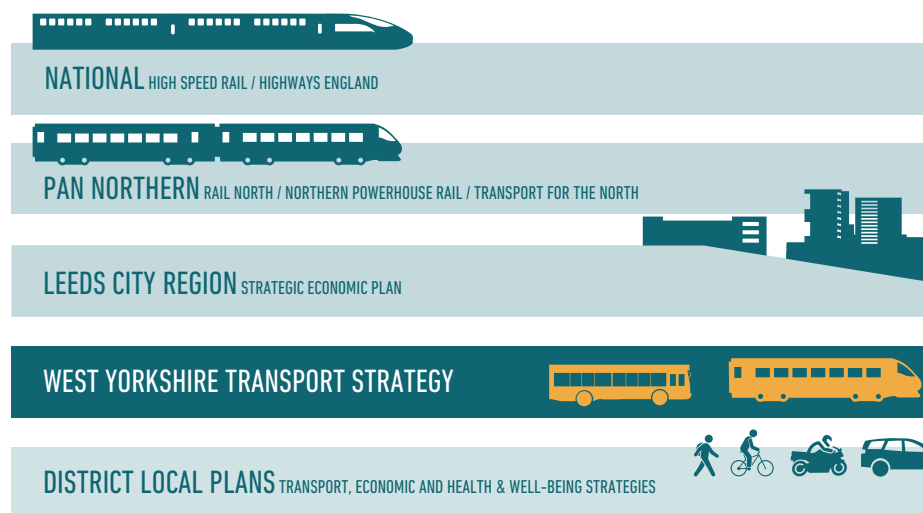 NATIONAL HIGH SPEED RAIL / HIGHWAYS ENGLAND
PAN NORTHERN RAIL NORTH / NORTHERN POWERHOUSE RAIL / TRANSPORT FOR THE NORTH
LEEDS CITY REGION STRATEGIC ECONOMIC PLAN
WEST YORKSHIRE TRANSPORT STRATEGY
DISTRICT LOCAL PLANS TRANSPORT, ECONOMIC AND HEALTH & WELL-BEING STRATEGIES